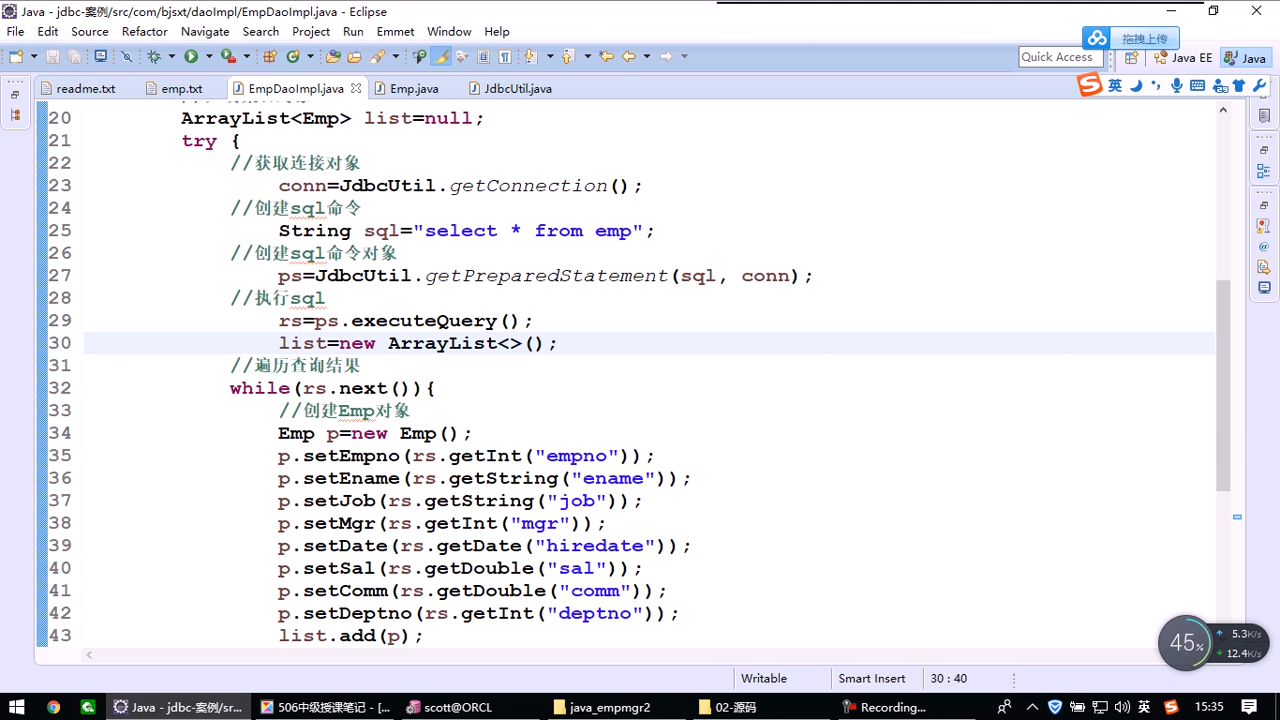 Java - jdbc-案例/src/com/bjsxt/daoImpl/EmpDaoImpl.java - Eclipse
File Edit Source Refactor Navigate Search Project Run Emmet Window Help
拖拽上传
Quick Access Java EE Java
readme.txt emp.txt EmpDaoImpl.java Emp.java JdbcUtil.java
英
20 ArrayList<Emp> list=null;
21 try {
22 //获取连接对象
23 conn=JdbcUtil.getConnection();
24 //创建sql命令
25 String sql="select * from emp";
26 //创建sql命令对象
27 ps=JdbcUtil.getPreparedStatement(sql, conn);
28 //执行sql
29 rs=ps.executeQuery();
30 list=new ArrayList<>();
31 //遍历查询结果
32 while(rs.next()){
33 //创建Emp对象
34 Emp p=new Emp();
35 p.setEmpno(rs.getInt("empno"));
36 p.setEname(rs.getString("ename"));
37 p.setJob(rs.getString("job"));
38 p.setMgr(rs.getInt("mgr"));
39 p.setDate(rs.getDate("hiredate"));
40 p.setSal(rs.getDouble("sal"));
41 p.setComm(rs.getDouble("comm"));
42 p.setDeptno(rs.getInt("deptno"));
43 list.add(p);
45% 5.3K/s
12.4K/s
Writable Smart Insert 30 : 40
Java - jdbc-案例/sr... 506中级授课笔记 - [... scott@ORCL java_empmgr2 02-源码 Recording... 英 15:35